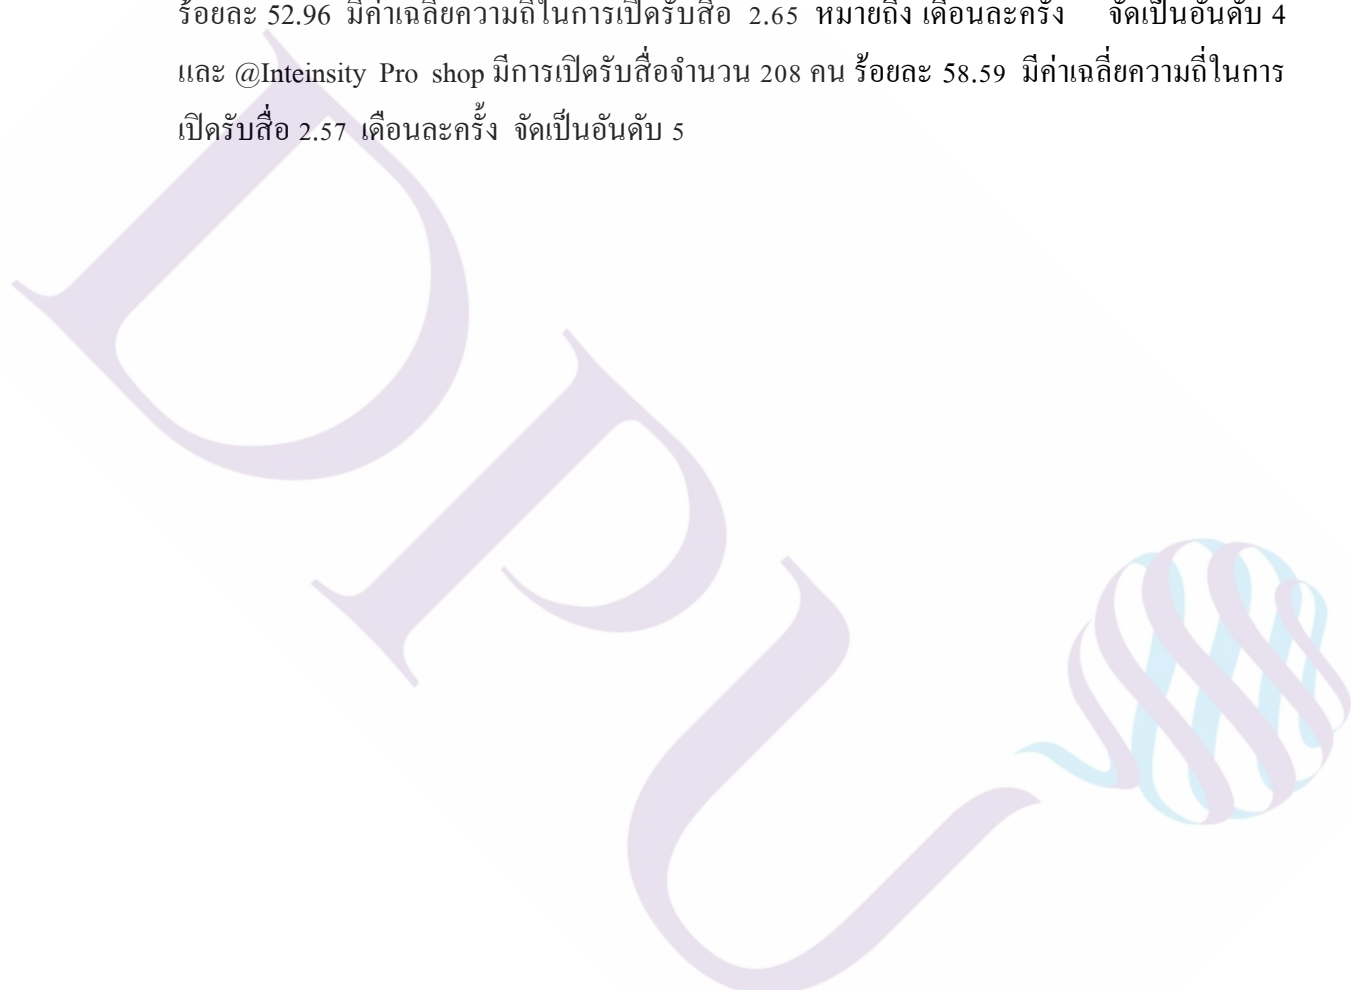 ร้อยละ 52.96 มีค่าเฉลี่ยความถี่ในการเปิดรับสื่อ 2.65 หมายถึง เดือนละครั้ง จัดเป็นอันดับ 4
และ @Inteinsity Pro shop มีการเปิดรับสื่อจำนวน 208 คน ร้อยละ 58.59 มีค่าเฉลี่ยความถี่ในการ
เปิดรับสื่อ 2.57 เดือนละครั้ง จัดเป็นอันดับ 5
DPU